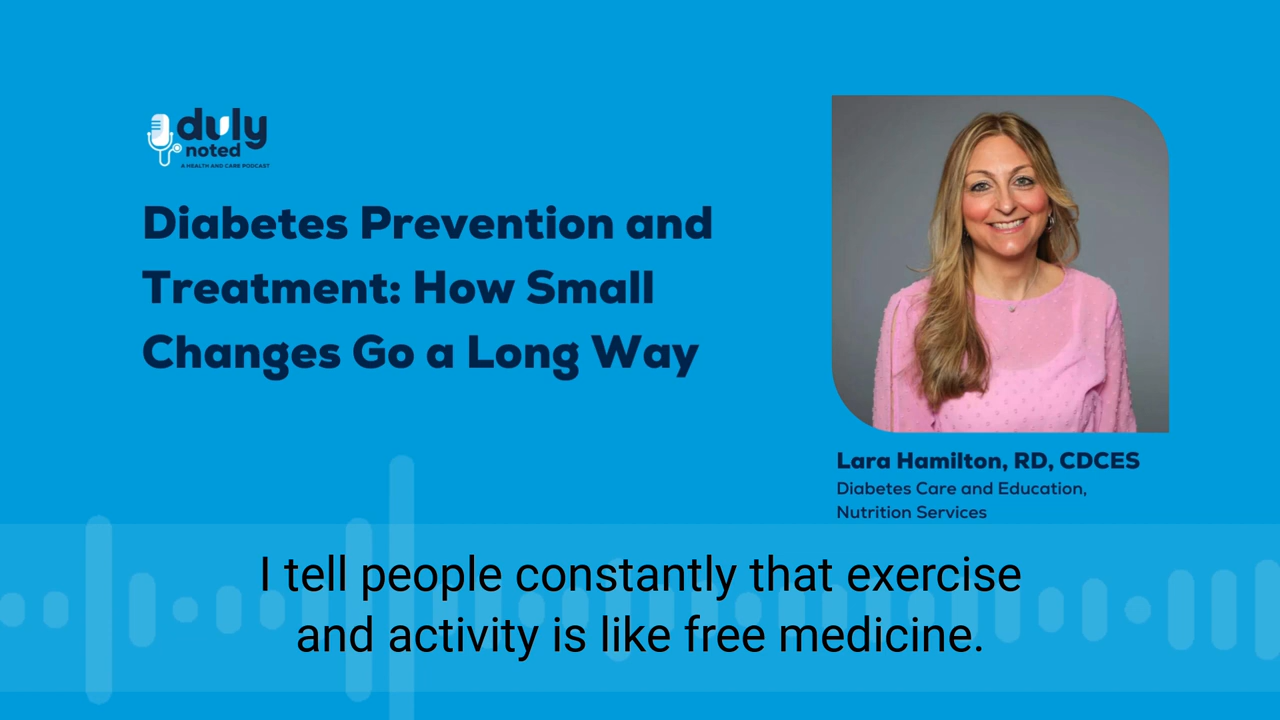 duly
noted
A HEALTH AND CARE PODCAST
Diabetes Prevention and
Treatment: How Small
Changes Go a Long Way
Lara Hamilton, RD, CDCES
Diabetes Care and Education,
Nutrition Services
I tell people constantly that exercise
and activity is like free medicine.